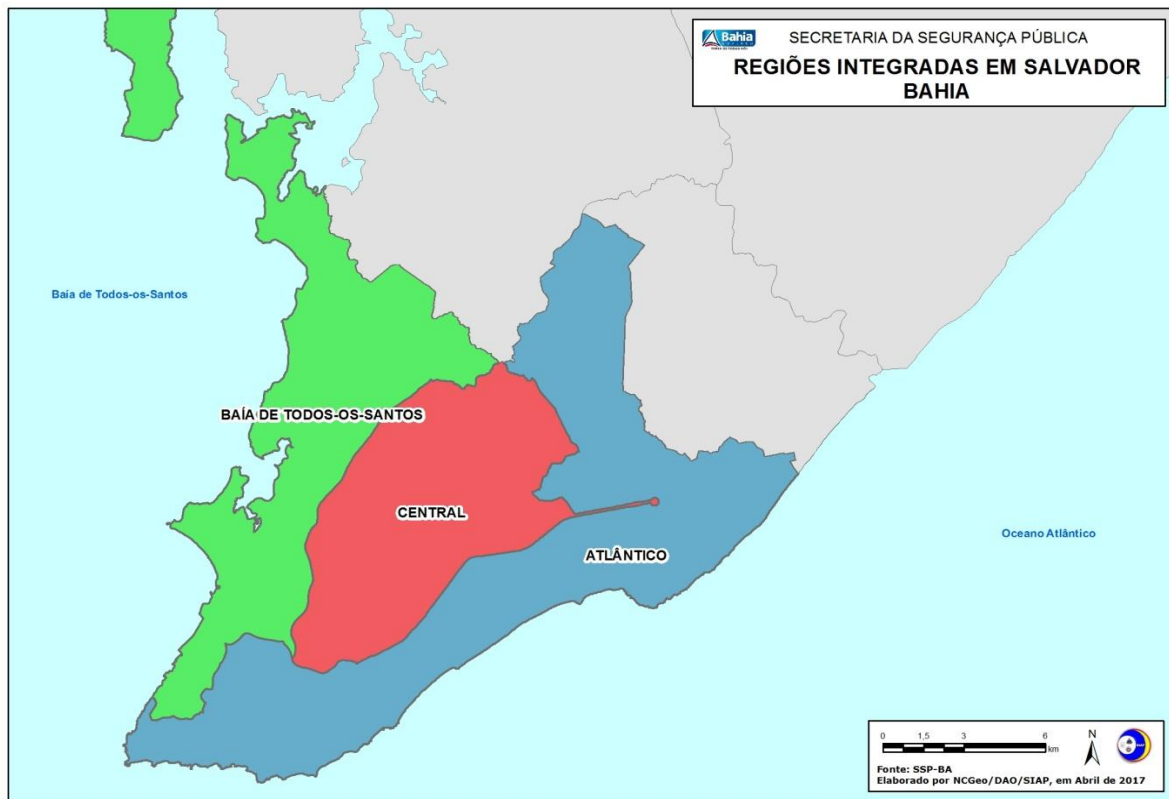 Bahia
SECRETARIA DA SEGURANÇA PÚBLICA
REGIÕES INTEGRADAS EM SALVADOR
BAHIA
Baía de Todos-os-Santos
BAÍA DE TODOS-OS-SANTOS
CENTRAL
ATLÂNTICO
Oceano Atlântico
0 1,5 3 6
km
N
Fonte: SSP-BA
Elaborado por NCGeo/DAO/SIAP, em Abril de 2017